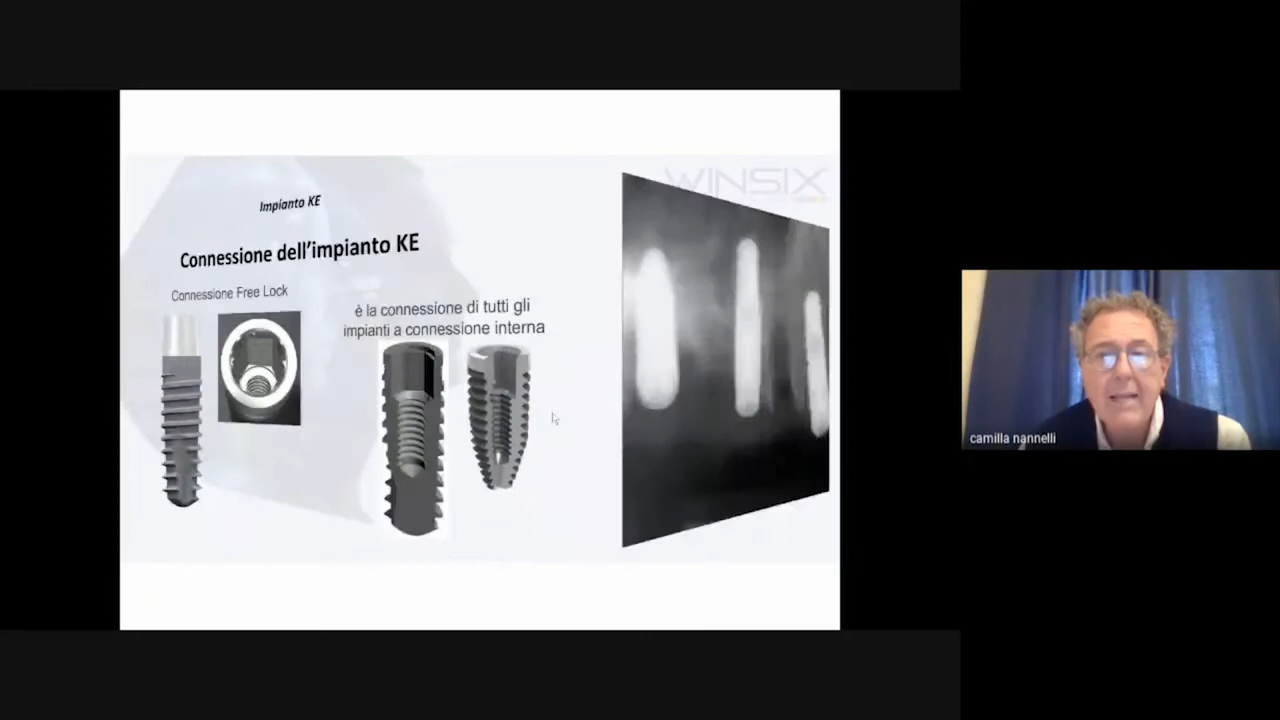 WINSIX
Impianto KE
Connessione dell'impianto KE
Connessione Free Lock
è la connessione di tutti gli
impianti a connessione interna
camilla nannelli